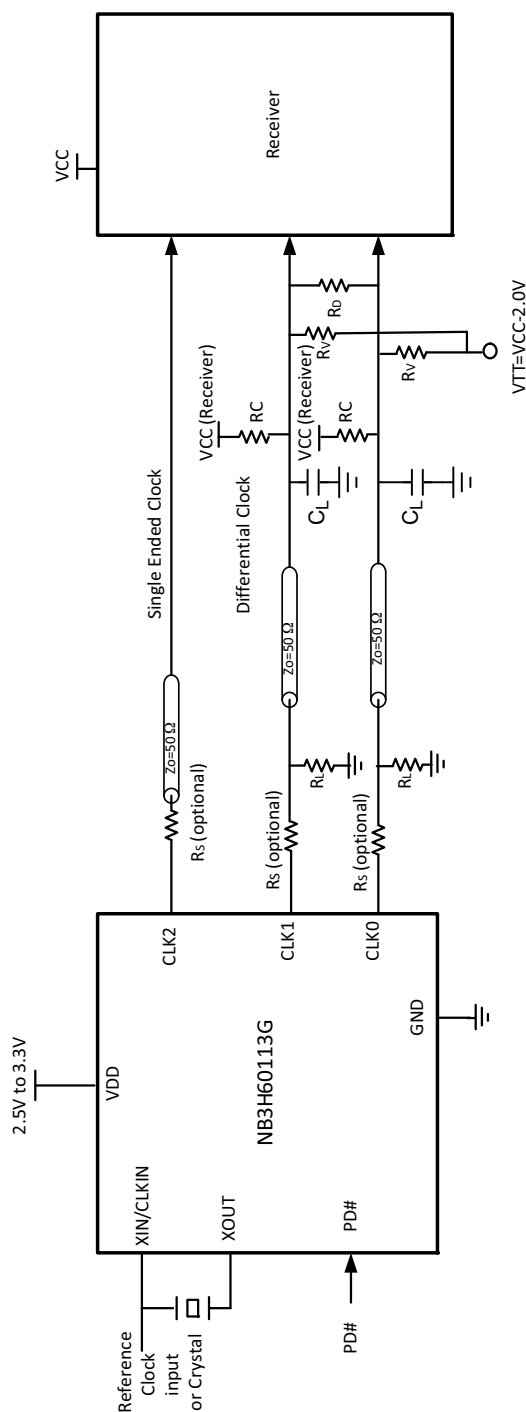 2.5V to 3.3V
VCC
Reference
Clock
input
or Crystal
XIN/CLKIN
XOUT
PD#
PD#
VDD
NB3H60113G
GND
CLK2
CLK1
CLK0
Rs (optional)
Zo=50 Ω
Single Ended Clock
Rs (optional)
RL
Zo=50 Ω
Differential Clock
CL
VCC (Receiver)
RC
RV
RD
Rs (optional)
RL
Zo=50 Ω
CL
VCC (Receiver)
RC
RV
VTT=VCC-2.0V
Receiver